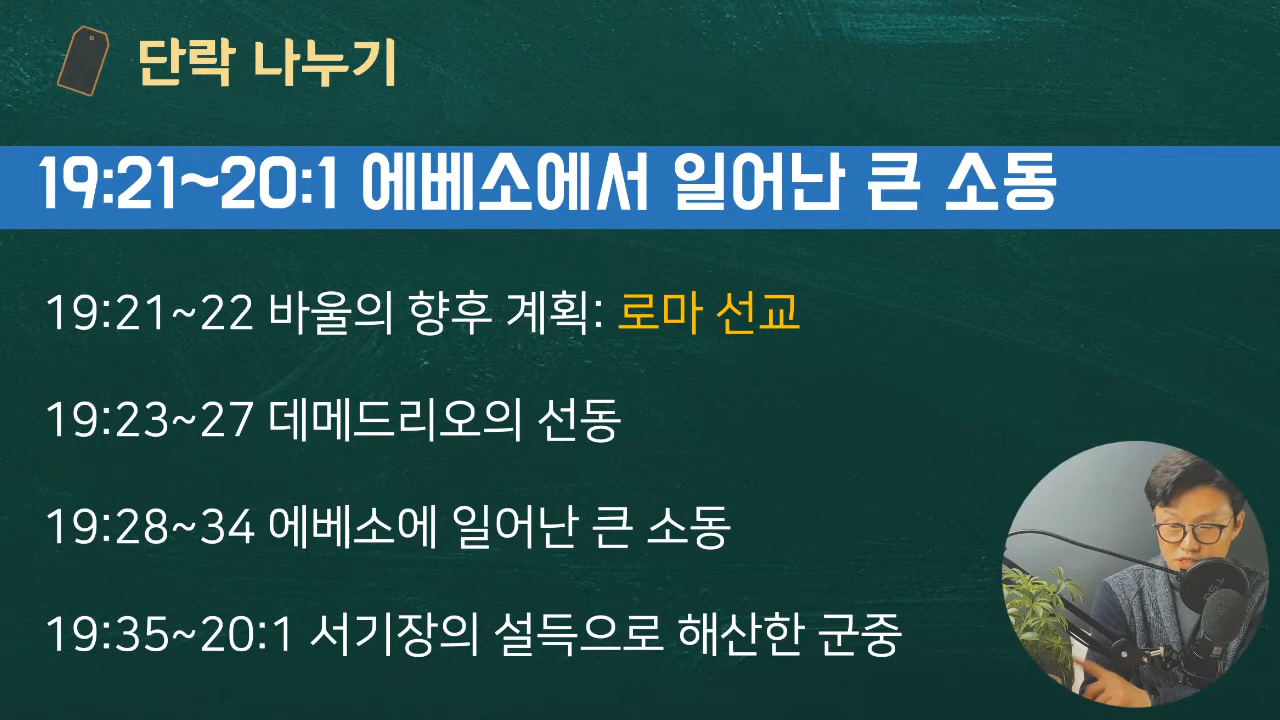 단락 나누기
19:21~20:1 에베소에서 일어난 큰 소동
19:21~22 바울의 향후 계획: 로마 선교
19:23~27 데메드리오의 선동
19:28~34 에베소에 일어난 큰 소동
19:35~20:1 서기장의 설득으로 해산한 군중